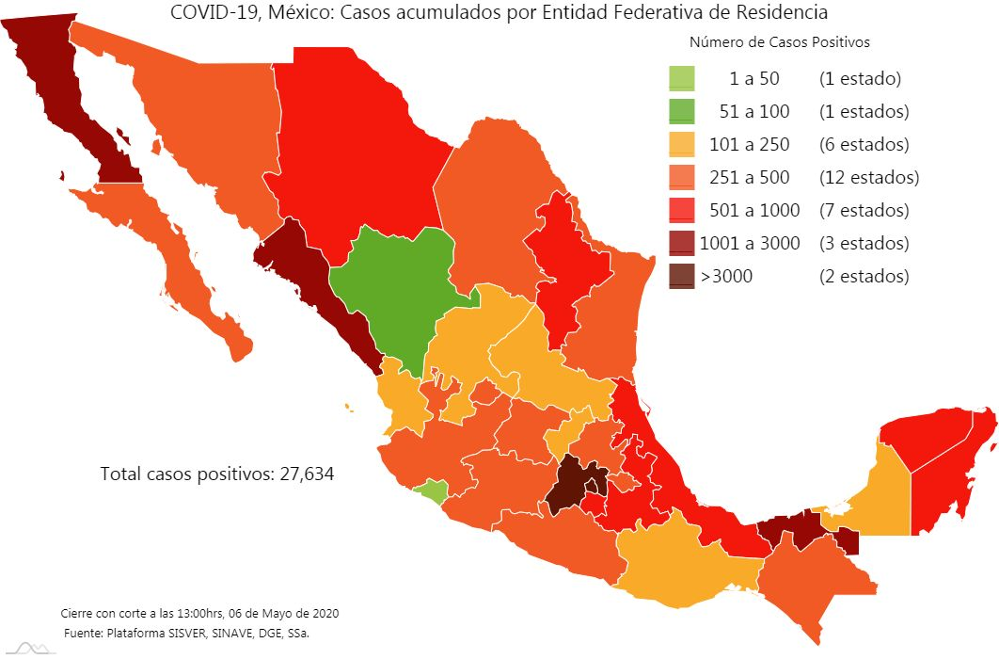 COVID-19, México: Casos acumulados por Entidad Federativa de Residencia
Número de Casos Positivos
1 a 50 (1 estado)
51 a 100 (1 estados)
101 a 250 (6 estados)
251 a 500 (12 estados)
501 a 1000 (7 estados)
1001 a 3000 (3 estados)
>3000 (2 estados)
Total casos positivos: 27,634
Cierre con corte a las 13:00hrs, 06 de Mayo de 2020
Fuente: Plataforma SISVER, SINAVE, DGE, SSa.